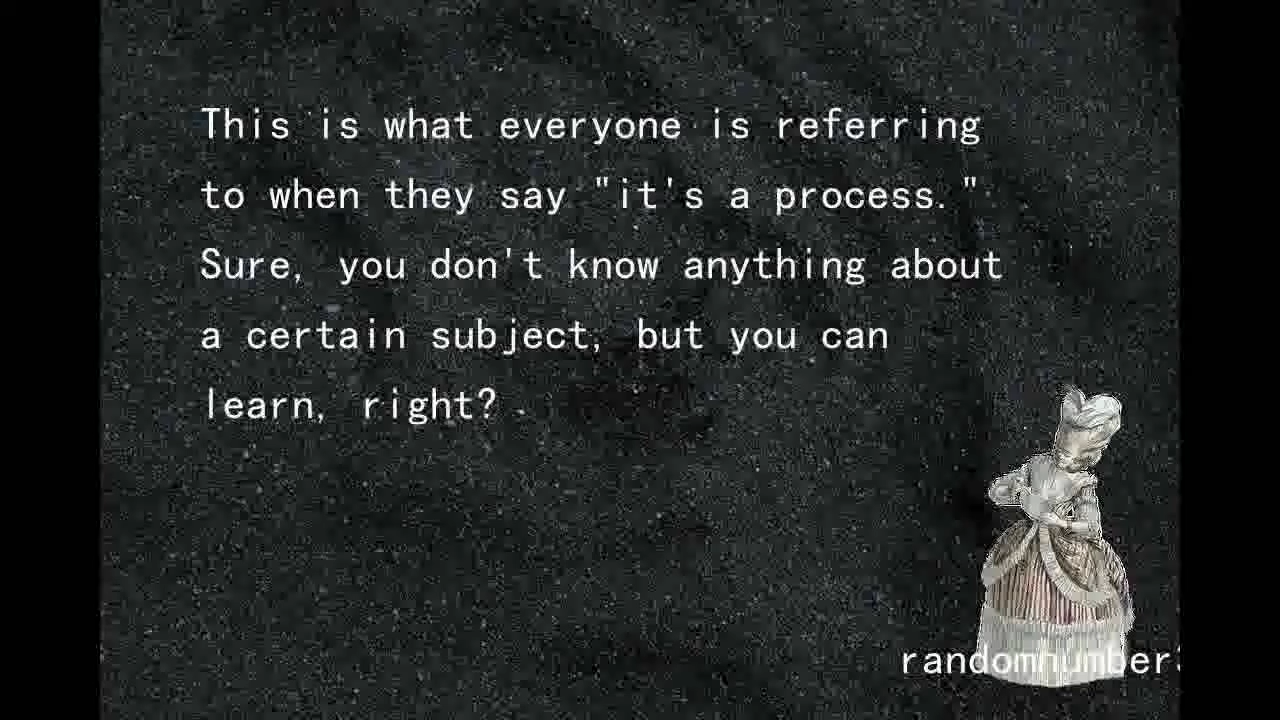 This is what everyone is referring
to when they say "it's a process."
Sure, you don't know anything about
a certain subject, but you can
learn, right?
randomnumber3